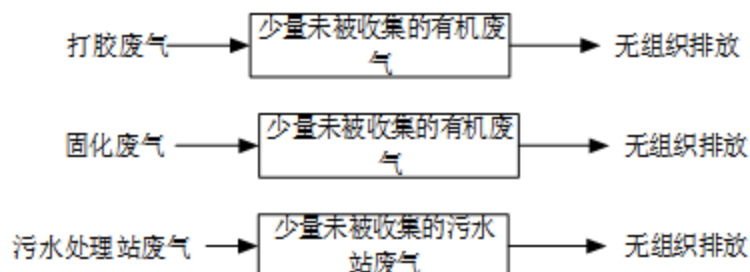 打胶废气
少量未被收集的有机废
气
无组织排放
固化废气
少量未被收集的有机废
气
无组织排放
污水处理站废气
少量未被收集的污水
站废气
无组织排放